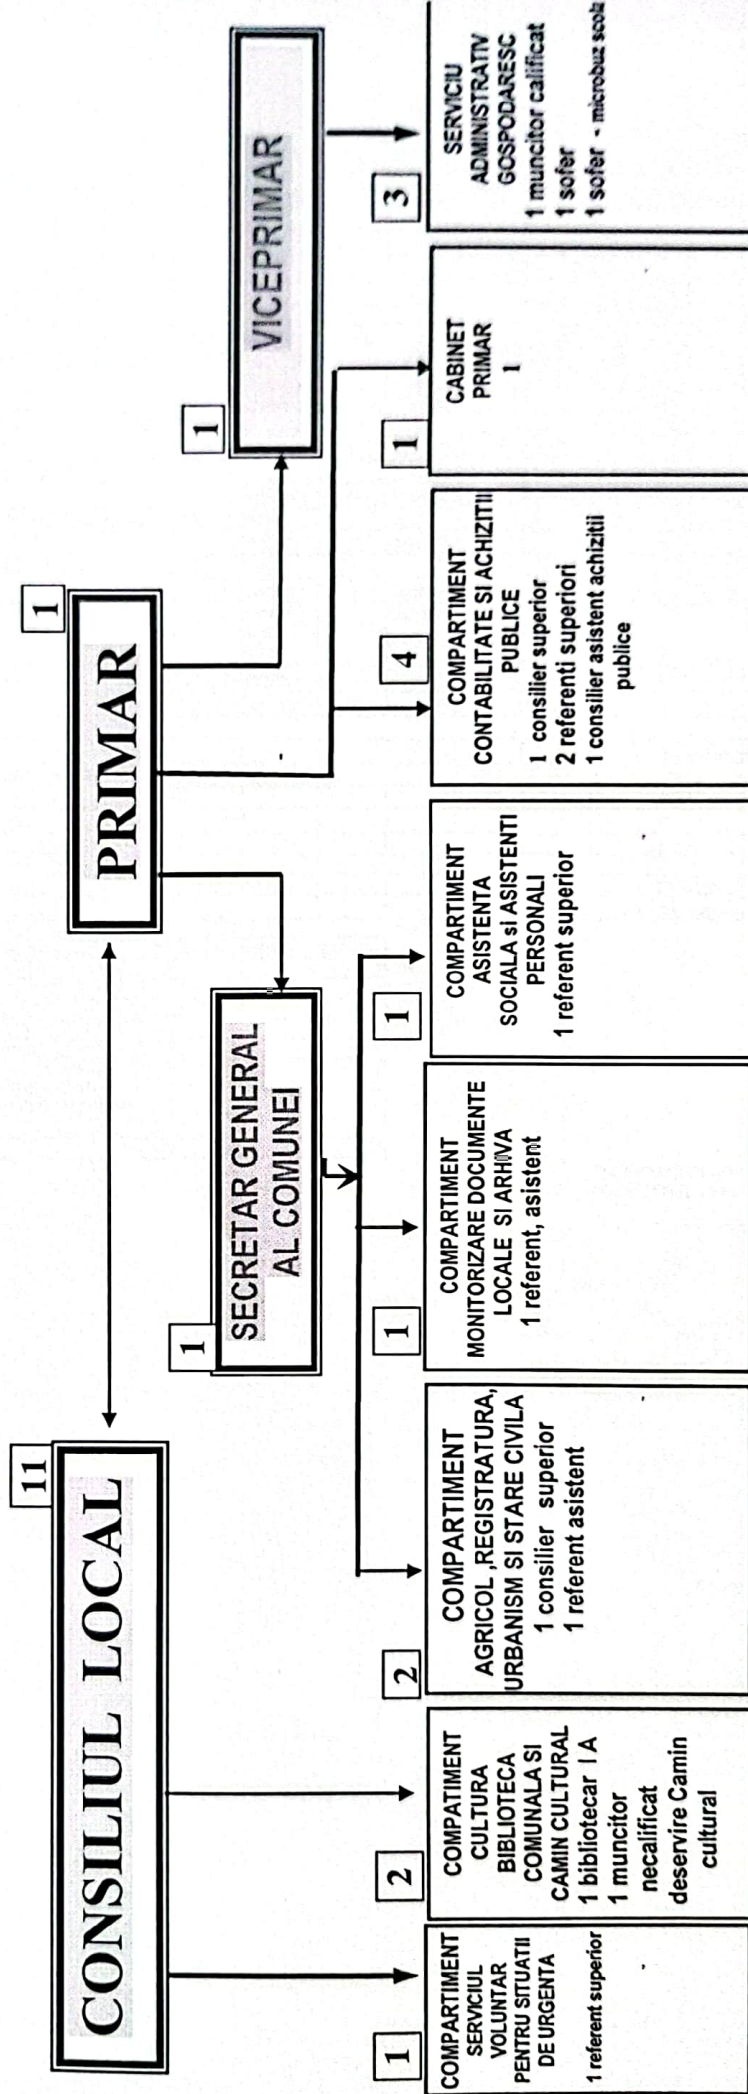 11
CONSILIUL LOCAL
1
PRIMAR
1
VICEPRIMAR
1
SECRETAR GENERAL
AL COMUNEI
1
COMPARTIMENT
SERVICIUL
VOLUNTAR
PENTRU SITUATII
DE URGENTA
1 referent superior
2
COMPATIMENT
CULTURA
BIBLIOTECA
COMUNALA SI
CAMIN CULTURAL
1 bibliotecar I A
1 muncitor
necalificat
deservire Camin
cultural
2
COMPARTIMENT
AGRICOL ,REGISTRATURA,
URBANISM SI STARE CIVILA
1 consilier superior
1 referent asistent
1
COMPARTIMENT
MONITORIZARE DOCUMENTE
LOCALE SI ARHIVA
1 referent, asistent
1
COMPARTIMENT
ASISTENTA
SOCIALA sI ASISTENTI
PERSONALI
1 referent superior
4
COMPARTIMENT
CONTABILITATE SI ACHIZITII
PUBLICE
1 consilier superior
2 referenti superiori
1 consilier asistent achizitii
publice
1
CABINET
PRIMAR
1
3
SERVICIU
ADMINISTRATIV
GOSPODARESC
1 muncitor calificat
1 sofer
1 sofer - microbuz